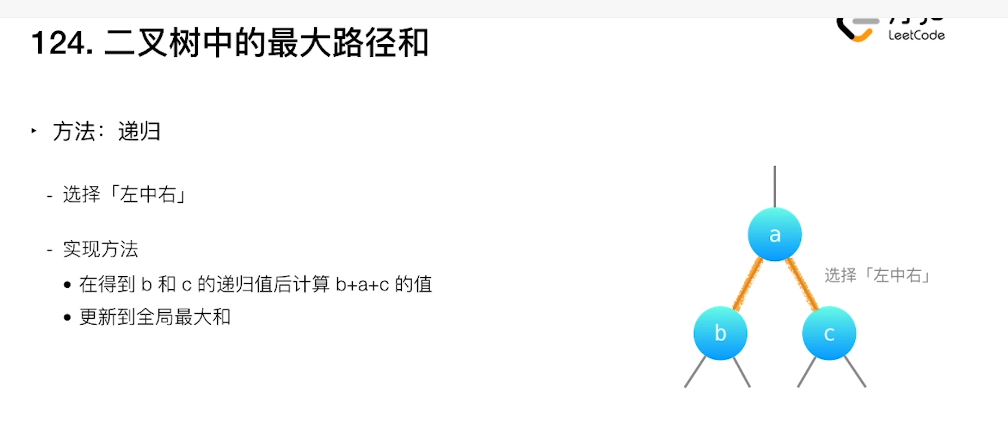 124. 二叉树中的最大路径和
LeetCode
‣ 方法：递归
- 选择「左中右」
- 实现方法
• 在得到 b 和 c 的递归值后计算 b+a+c 的值
• 更新到全局最大和
a
选择「左中右」
b
c